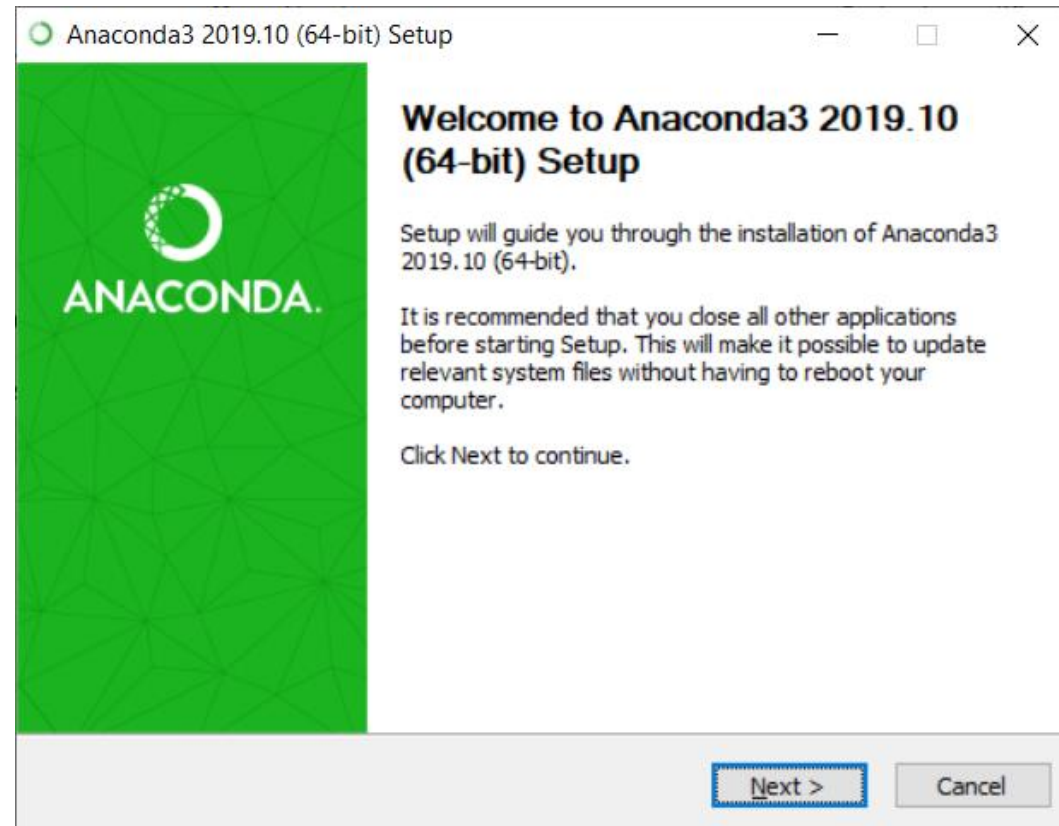 Anaconda3 2019.10 (64-bit) Setup
Welcome to Anaconda3 2019.10
(64-bit) Setup
ANACONDA.
Setup will guide you through the installation of Anaconda3
2019.10 (64-bit).
It is recommended that you close all other applications
before starting Setup. This will make it possible to update
relevant system files without having to reboot your
computer.
Click Next to continue.
Next >
Cancel